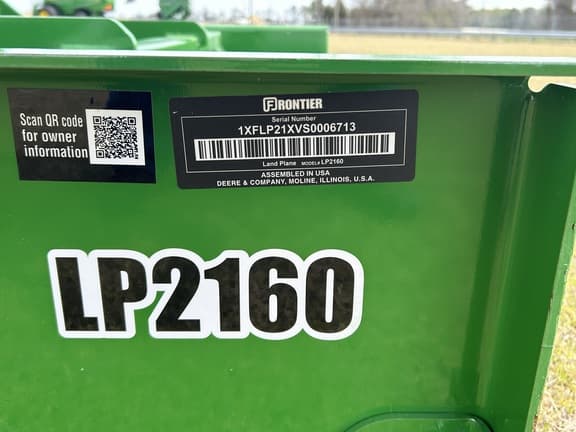 Scan QR code
for owner
information
FRONTIER
Serial Number
1XFLP21XVS0006713
Land Plane MODEL# LP2160
ASSEMBLED IN USA
DEERE & COMPANY, MOLINE, ILLINOIS, U.S.A.
LP2160